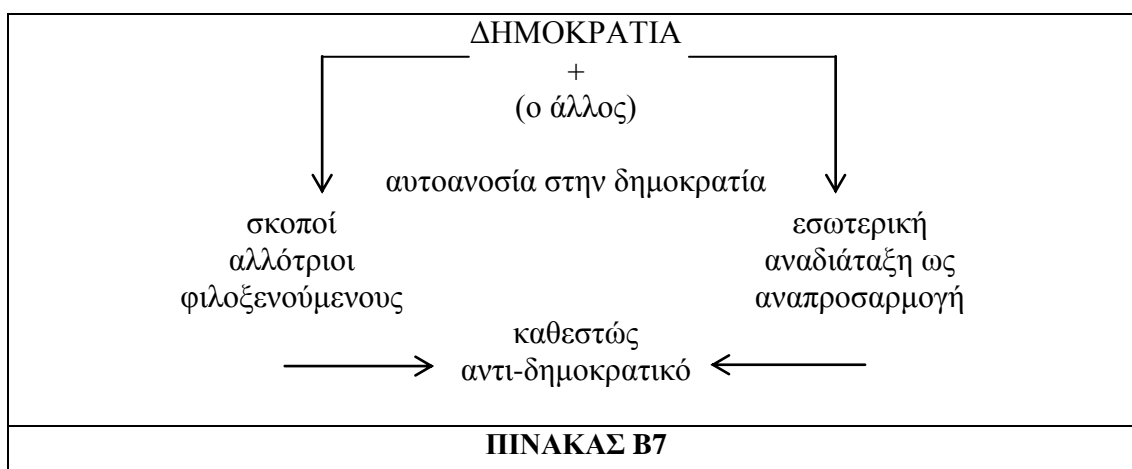 ΔΗΜΟΚΡΑΤΙΑ
+
(ο άλλος)
αυτοανοσία στην δημοκρατία
σκοποί
αλλότριοι
φιλοξενούμενους
εσωτερική
αναδιάταξη ως
αναπροσαρμογή
καθεστώς
αντι-δημοκρατικό
ΠΙΝΑΚΑΣ Β7